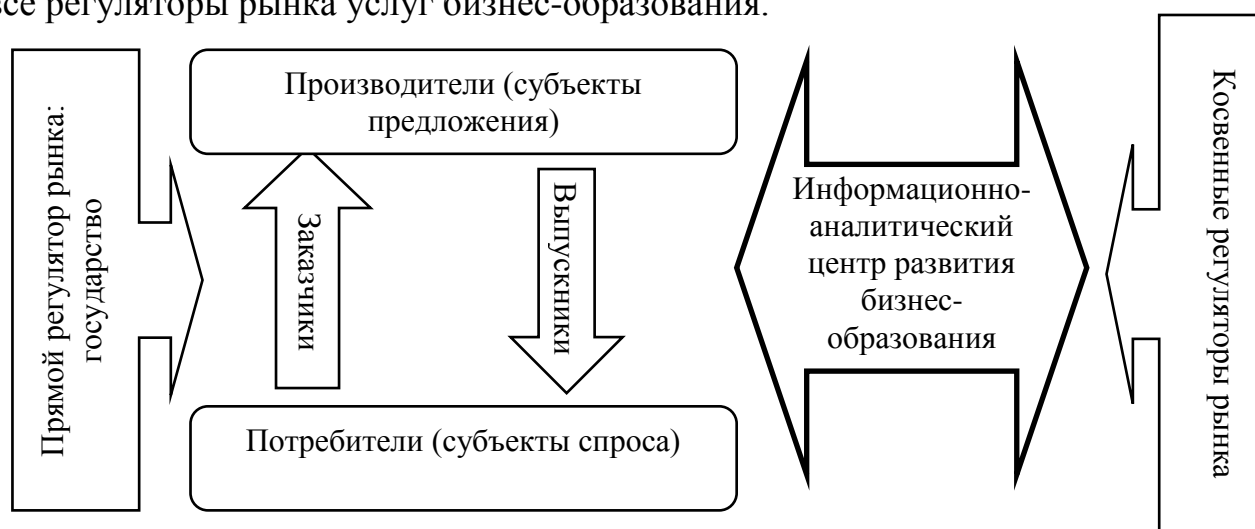 все регуляторы рынка услуг бизнес-образования.
Прямой регулятор рынка:
государство
Производители (субъекты
предложения)
Заказчики
Выпускники
Потребители (субъекты спроса)
Информационно-
аналитический
центр развития
бизнес-
образования
Косвенные регуляторы рынка